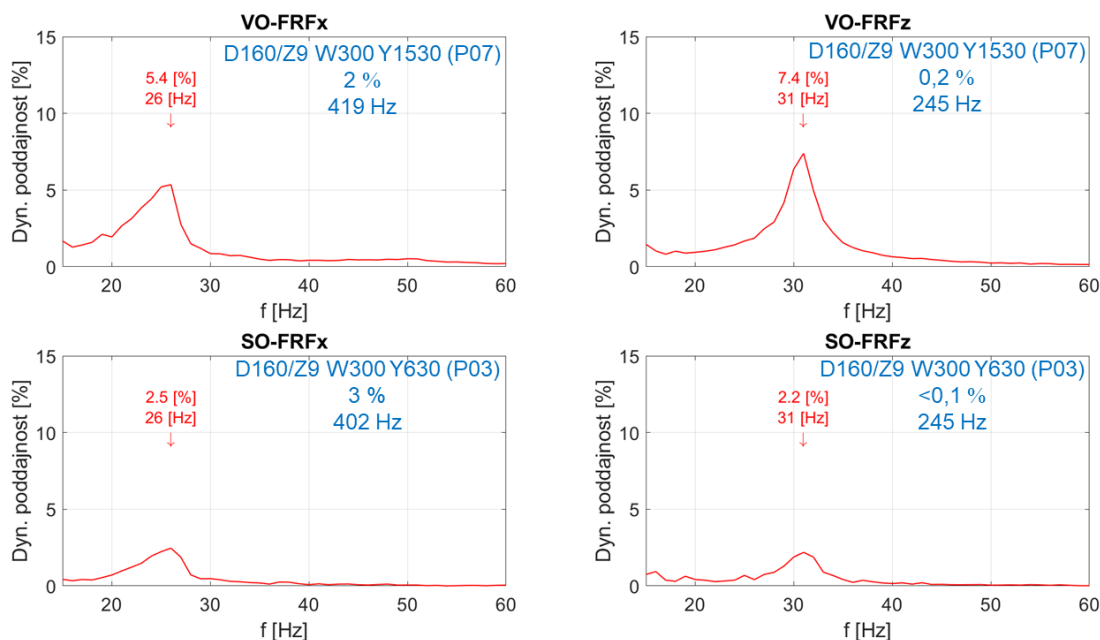 VO-FRFx
15
10
5
0
Dyn. poddajnost [%]
D160/Z9 W300 Y1530 (P07)
5.4 [%]
2 %
26 [Hz]
419 Hz
↓
20
30
40
50
60
f [Hz]
VO-FRFz
15
10
5
0
Dyn. poddajnost [%]
D160/Z9 W300 Y1530 (P07)
7.4 [%]
0,2 %
31 [Hz]
245 Hz
↓
20
30
40
50
60
f [Hz]
SO-FRFx
15
10
5
0
Dyn. poddajnost [%]
D160/Z9 W300 Y630 (P03)
2.5 [%]
3 %
26 [Hz]
402 Hz
↓
20
30
40
50
60
f [Hz]
SO-FRFz
15
10
5
0
Dyn. poddajnost [%]
D160/Z9 W300 Y630 (P03)
2.2 [%]
<0,1 %
31 [Hz]
245 Hz
↓
20
30
40
50
60
f [Hz]